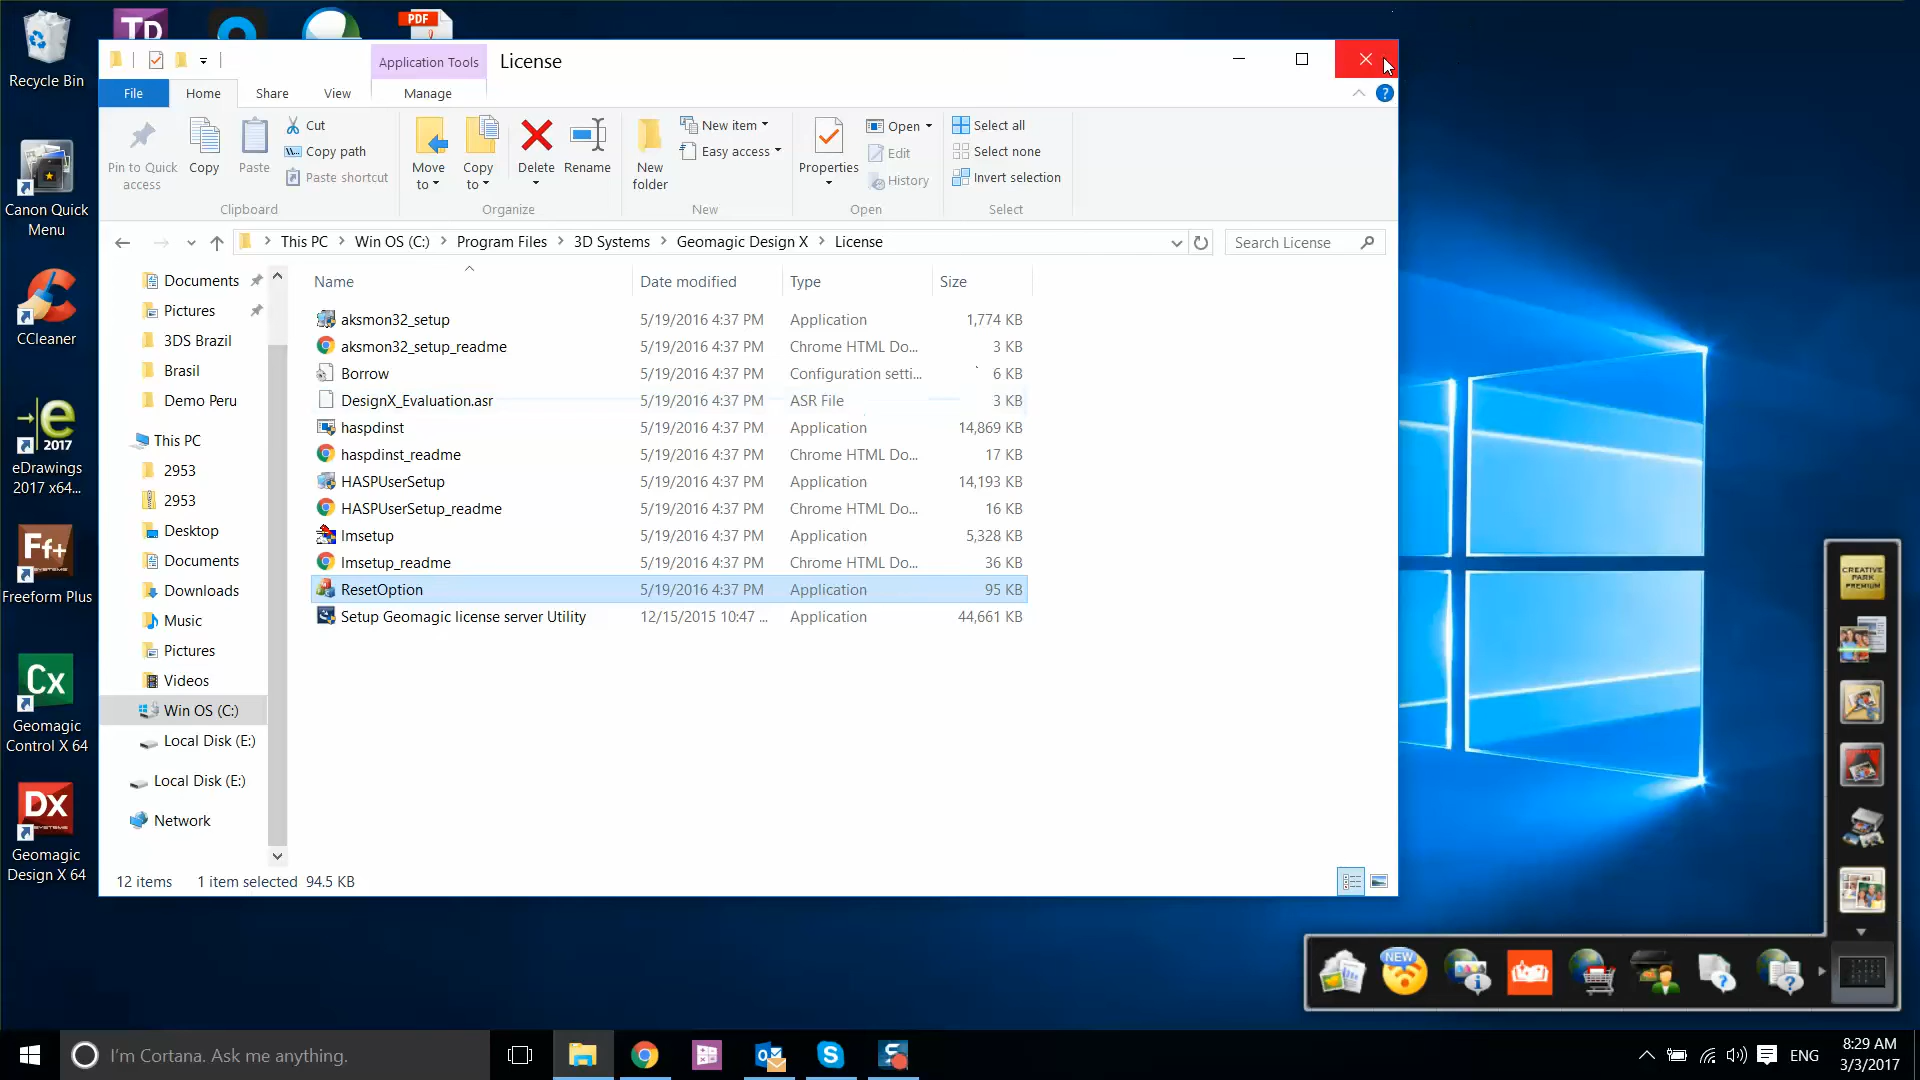 TD
PDF
Recycle Bin
Canon Quick
Menu
CCleaner
2017
eDrawings
2017 x64...
Ff+
Freeform Plus
Cx
Geomagic
Control X 64
DX
Geomagic
Design X 64
Application Tools
License
File
Home
Share
View
Manage
Pin to Quick
access
Copy
Paste
Cut
Copy path
Paste shortcut
Clipboard
Move
to
Copy
to
Delete
Rename
Organize
New
folder
New item
Easy access
New
Properties
Open
Edit
History
Open
Select all
Select none
Invert selection
Select
This PC
Win OS (C:)
Program Files
3D Systems
Geomagic Design X
License
Search License
Documents
Pictures
3DS Brazil
Brasil
Demo Peru
This PC
2953
2953
Desktop
Documents
Downloads
Music
Pictures
Videos
Win OS (C:)
Local Disk (E:)
Local Disk (E:)
Network
Name Date modified Type Size
aksmon32_setup 5/19/2016 4:37 PM Application 1,774 KB
aksmon32_setup_readme 5/19/2016 4:37 PM Chrome HTML Do... 3 KB
Borrow 5/19/2016 4:37 PM Configuration setti... 6 KB
DesignX_Evaluation.asr 5/19/2016 4:37 PM ASR File 3 KB
haspdinst 5/19/2016 4:37 PM Application 14,869 KB
haspdinst_readme 5/19/2016 4:37 PM Chrome HTML Do... 17 KB
HASPUserSetup 5/19/2016 4:37 PM Application 14,193 KB
HASPUserSetup_readme 5/19/2016 4:37 PM Chrome HTML Do... 16 KB
lmsetup 5/19/2016 4:37 PM Application 5,328 KB
lmsetup_readme 5/19/2016 4:37 PM Chrome HTML Do... 36 KB
ResetOption 5/19/2016 4:37 PM Application 95 KB
Setup Geomagic license server Utility 12/15/2015 10:47 ... Application 44,661 KB
12 items 1 item selected 94.5 KB
CREATIVE
PARK
PREMIUM
NEW
I'm Cortana. Ask me anything.
ENG
8:29 AM
3/3/2017